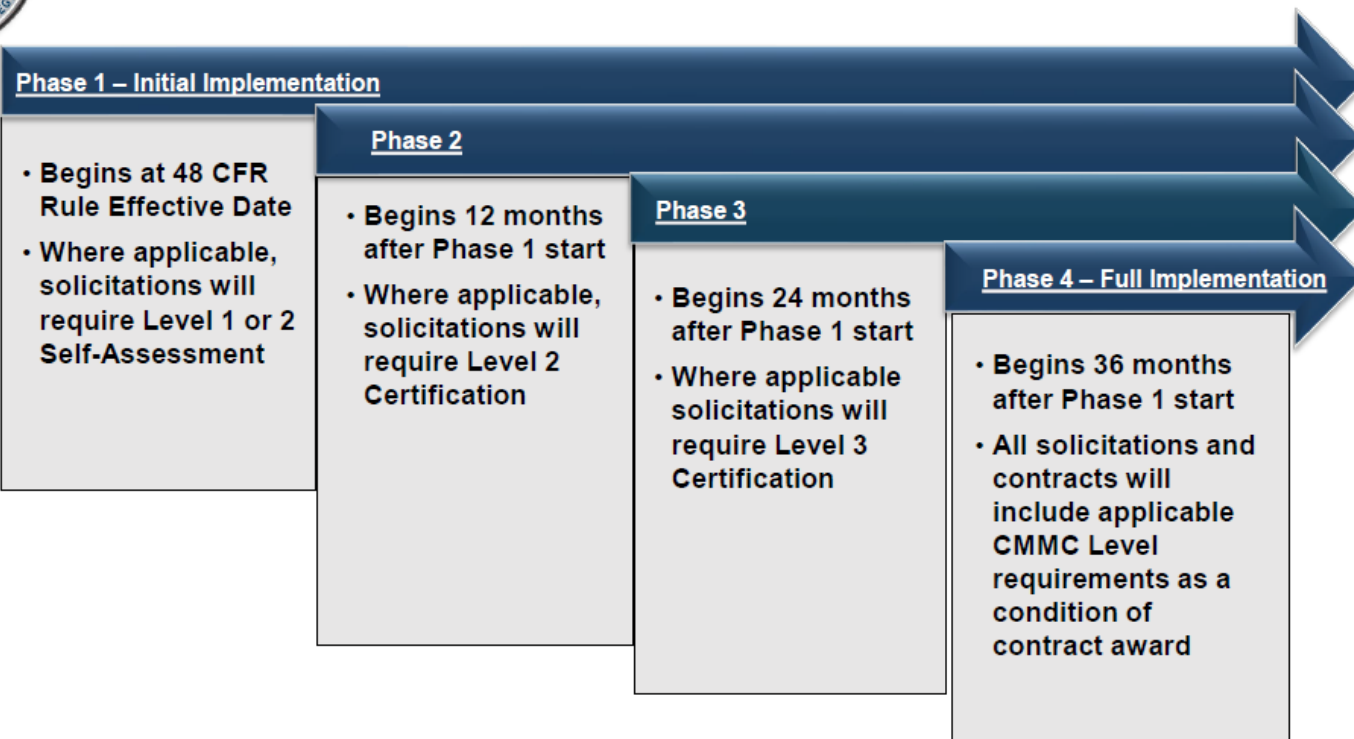 Phase 1 – Initial Implementation
• Begins at 48 CFR
Rule Effective Date
• Where applicable,
solicitations will
require Level 1 or 2
Self-Assessment
Phase 2
• Begins 12 months
after Phase 1 start
• Where applicable,
solicitations will
require Level 2
Certification
Phase 3
• Begins 24 months
after Phase 1 start
• Where applicable
solicitations will
require Level 3
Certification
Phase 4 – Full Implementation
• Begins 36 months
after Phase 1 start
• All solicitations and
contracts will
include applicable
CMMC Level
requirements as a
condition of
contract award